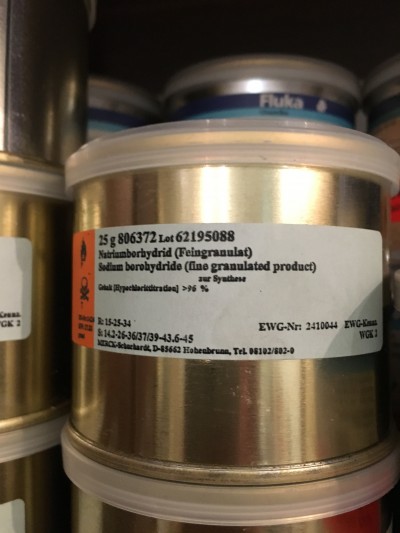 Fluka
25 g 806372 Lot 62195088
Natriumborhydrid (Feingranulat)
Sodium borohydride (fine granulated product)
zur Synthese
Gehalt (Hypochlorittitration) >96 %
R: 15-25-34
S: 14.2-26-36/37/39-43.6-45
EWG-Nr: 2410044 EWG-Kennz.
WGK 2
MERCK-Schuchardt, D-85662 Hohenbrunn, Tel. 08102/802-0
WGK 2